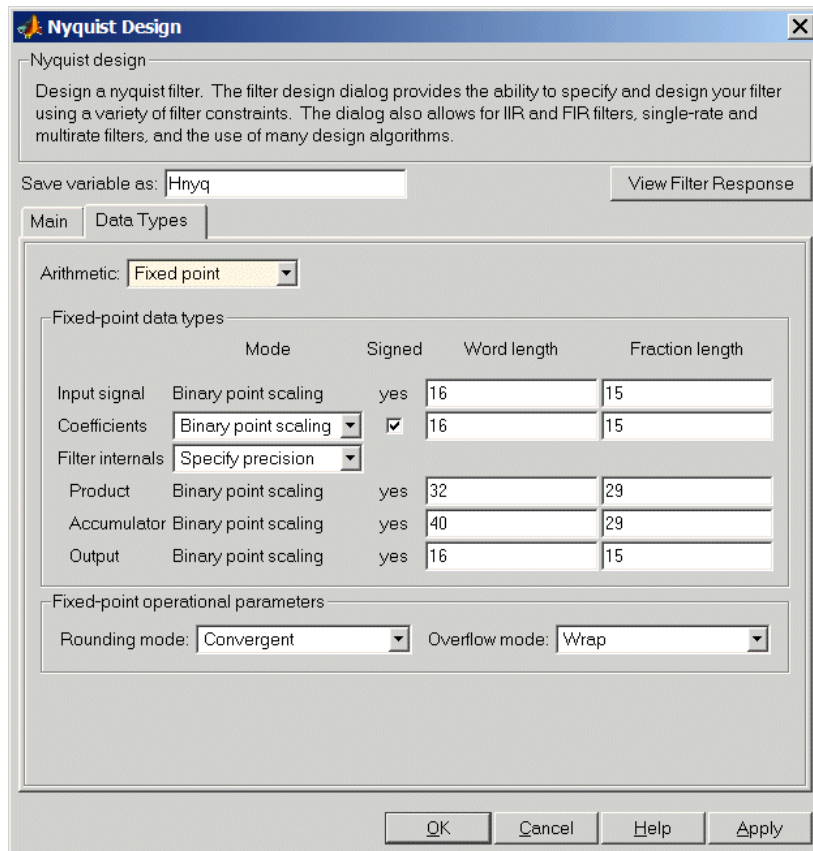 Nyquist Design
Nyquist design
Design a nyquist filter. The filter design dialog provides the ability to specify and design your filter
using a variety of filter constraints. The dialog also allows for IIR and FIR filters, single-rate and
multirate filters, and the use of many design algorithms.
Save variable as: Hnyq View Filter Response
Main Data Types
Arithmetic: Fixed point
Fixed-point data types
Mode Signed Word length Fraction length
Input signal Binary point scaling yes 16 15
Coefficients Binary point scaling 16 15
Filter internals Specify precision
Product Binary point scaling yes 32 29
Accumulator Binary point scaling yes 40 29
Output Binary point scaling yes 16 15
Fixed-point operational parameters
Rounding mode: Convergent Overflow mode: Wrap
OK Cancel Help Apply